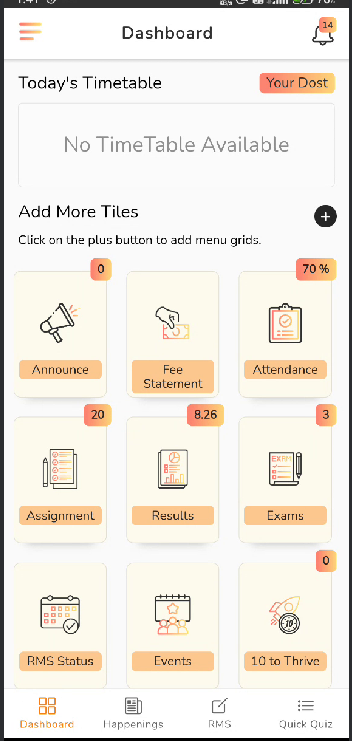 14
Dashboard
Today's Timetable
Your Dost
No TimeTable Available
Add More Tiles
Click on the plus button to add menu grids.
0
Announce
Fee
Statement
70 %
Attendance
20
Assignment
8.26
Results
3
EXAM
Exams
RMS Status
Events
0
10
10 to Thrive
Dashboard
Happenings
RMS
Quick Quiz